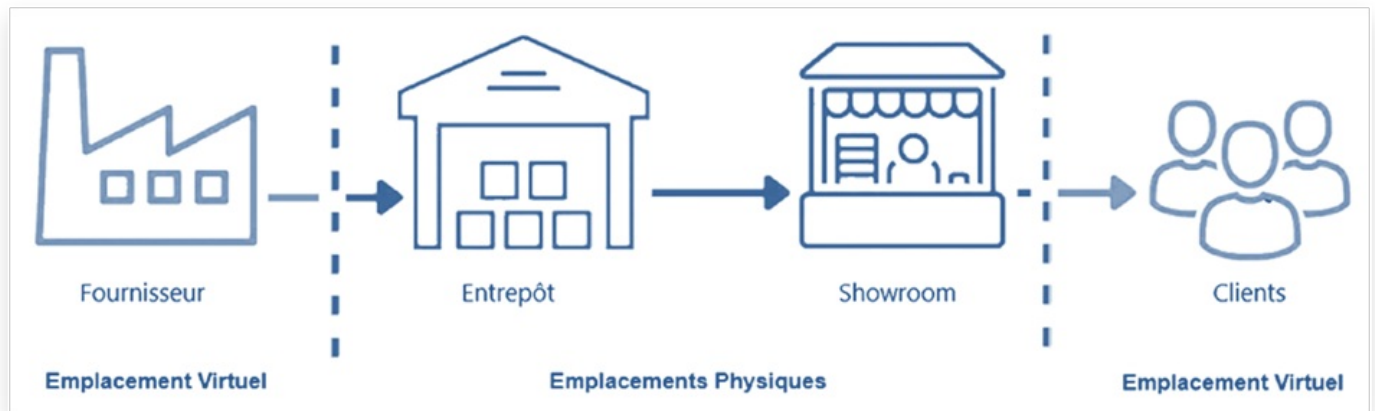 Fournisseur
Entrepôt
Showroom
Clients
Emplacement Virtuel
Emplacements Physiques
Emplacement Virtuel